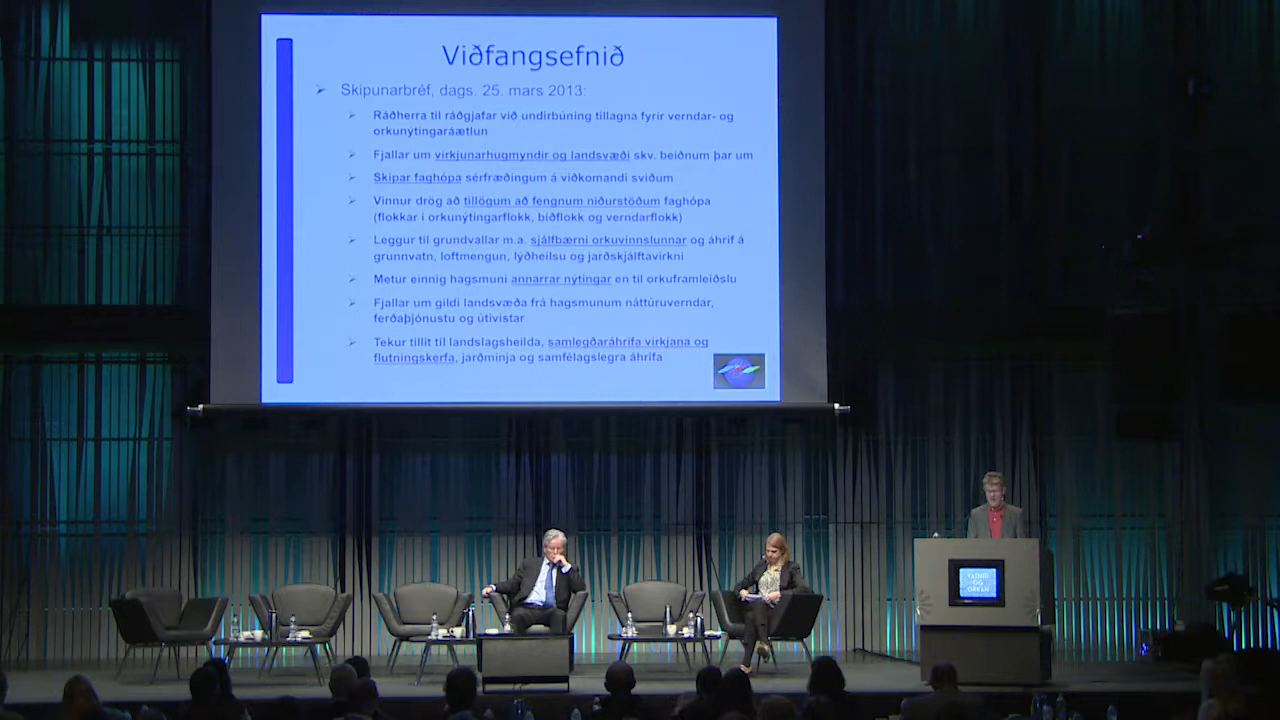 Viðfangsefnið
Skipunarbréf, dags. 25. mars 2013:
Ráðherra til ráðgjafar við undirbúning tillagna fyrir verndar- og
orkunýtingaráætlun
Fjallar um virkjunarhugmyndir og landsvæði skv. beiðnum þar um
Skipar faghópa sérfræðingum á viðkomandi sviðum
Vinnur drög að tillögum að fengnum niðurstöðum faghópa
(flokkar í orkunýtingarflokk, biðflokk og verndarflokk)
Leggur til grundvallar m.a. sjálfbærni orkuvinnslunnar og áhrif á
grunnvatn, loftmengun, lýðheilsu og jarðskjálftavirkni
Metur einnig hagsmuni annarrar nýtingar en til orkuframleiðslu
Fjallar um gildi landsvæða frá hagsmunum náttúruverndar,
ferðaþjónustu og útivistar
Tekur tillit til landslagsheilda, samlegðaráhrifa virkjana og
flutningskerfa, jarðminja og samfélagslegra áhrifa
OG